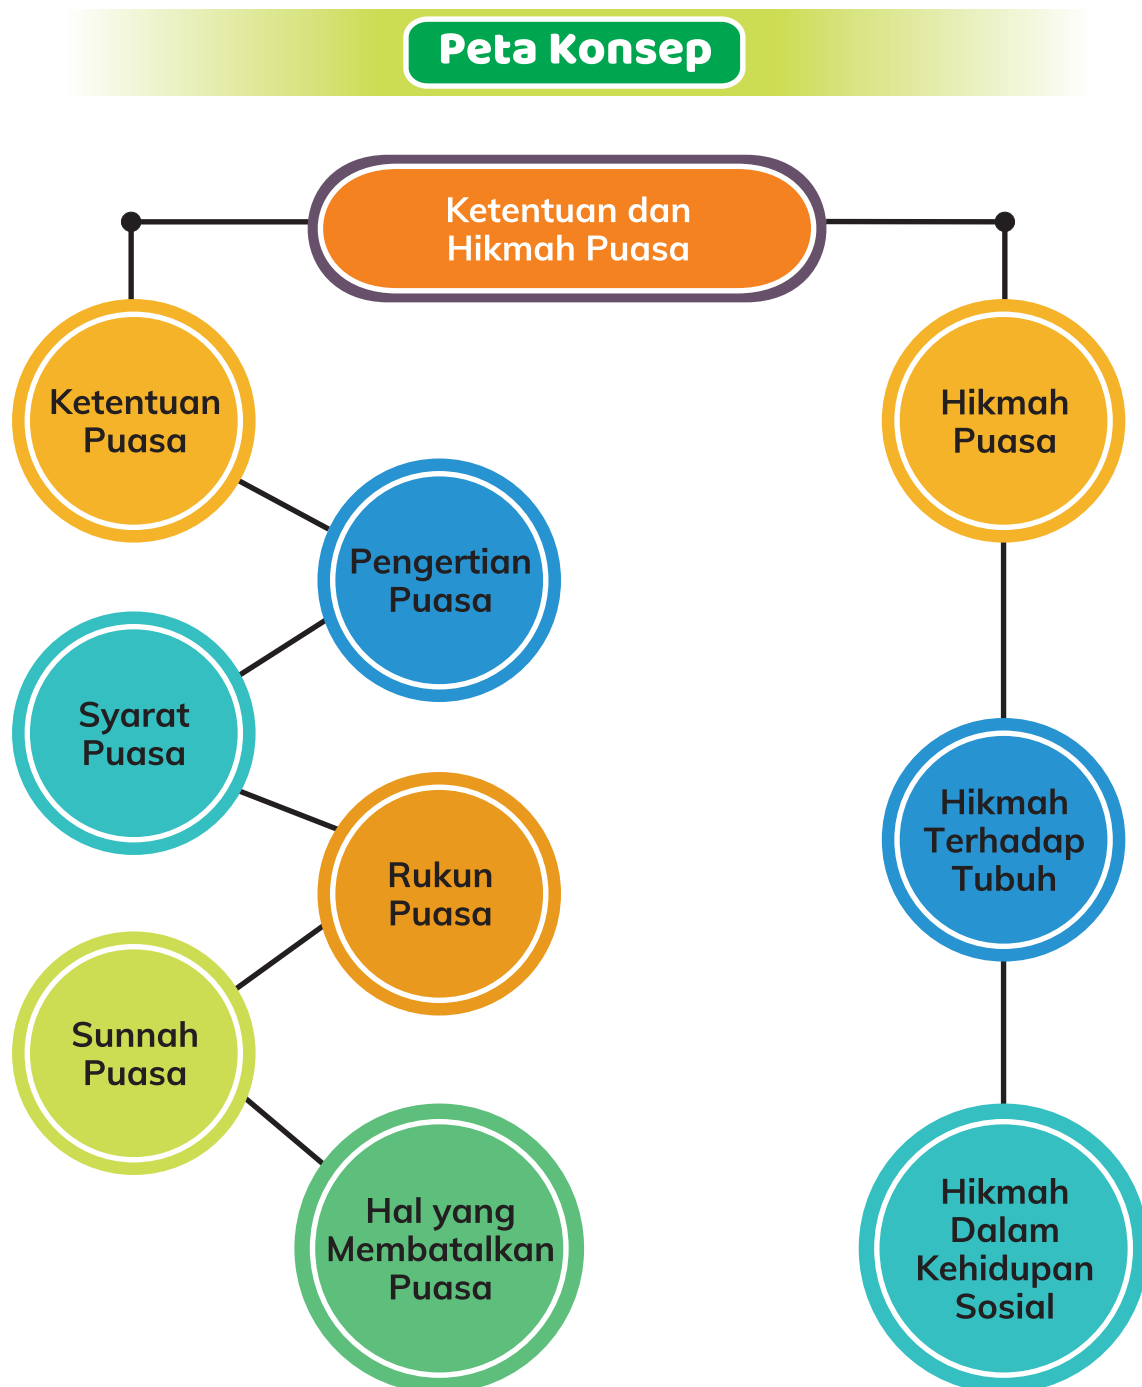 Peta Konsep
Ketentuan dan
Hikmah Puasa
Ketentuan
Puasa
Pengertian
Puasa
Syarat
Puasa
Rukun
Puasa
Sunnah
Puasa
Hal yang
Membatalkan
Puasa
Hikmah
Puasa
Hikmah
Terhadap
Tubuh
Hikmah
Dalam
Kehidupan
Sosial